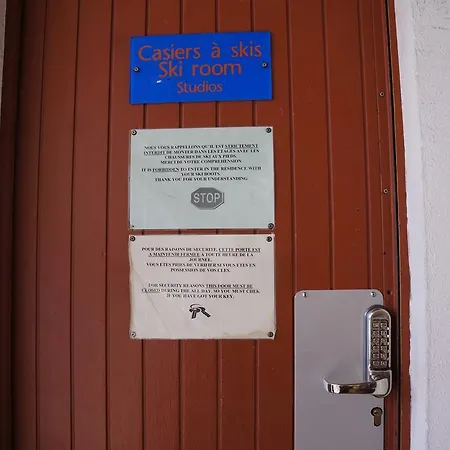 Casiers à skis
Ski room
Studios
NOUS VOUS RAPPELLONS QU'IL EST STRICTEMENT
INTERDIT DE MONTER DANS LES ETAGES AVEC LES
CHAUSSURES DE SKI AUX PIEDS.
MERCI DE VOTRE COMPREHENSION
IT IS FORBIDDEN TO ENTER IN THE RESIDENCE WITH
YOUR SKI BOOTS.
THANK YOU FOR YOUR UNDERSTANDING
STOP
POUR DES RAISONS DE SECURITE, CETTE PORTE EST
A MAINTENIR FERMEE A TOUTE HEURE DE LA
JOURNEE.
VOUS ETES PRIES DE VERIFIER SI VOUS ETES EN
POSSESSION DE VOS CLES.
FOR SECURITY REASONS THIS DOOR MUST BE
CLOSED DURING THE ALL DAY, SO YOU MUST CHEK
IF YOU HAVE GOT YOUR KEY.